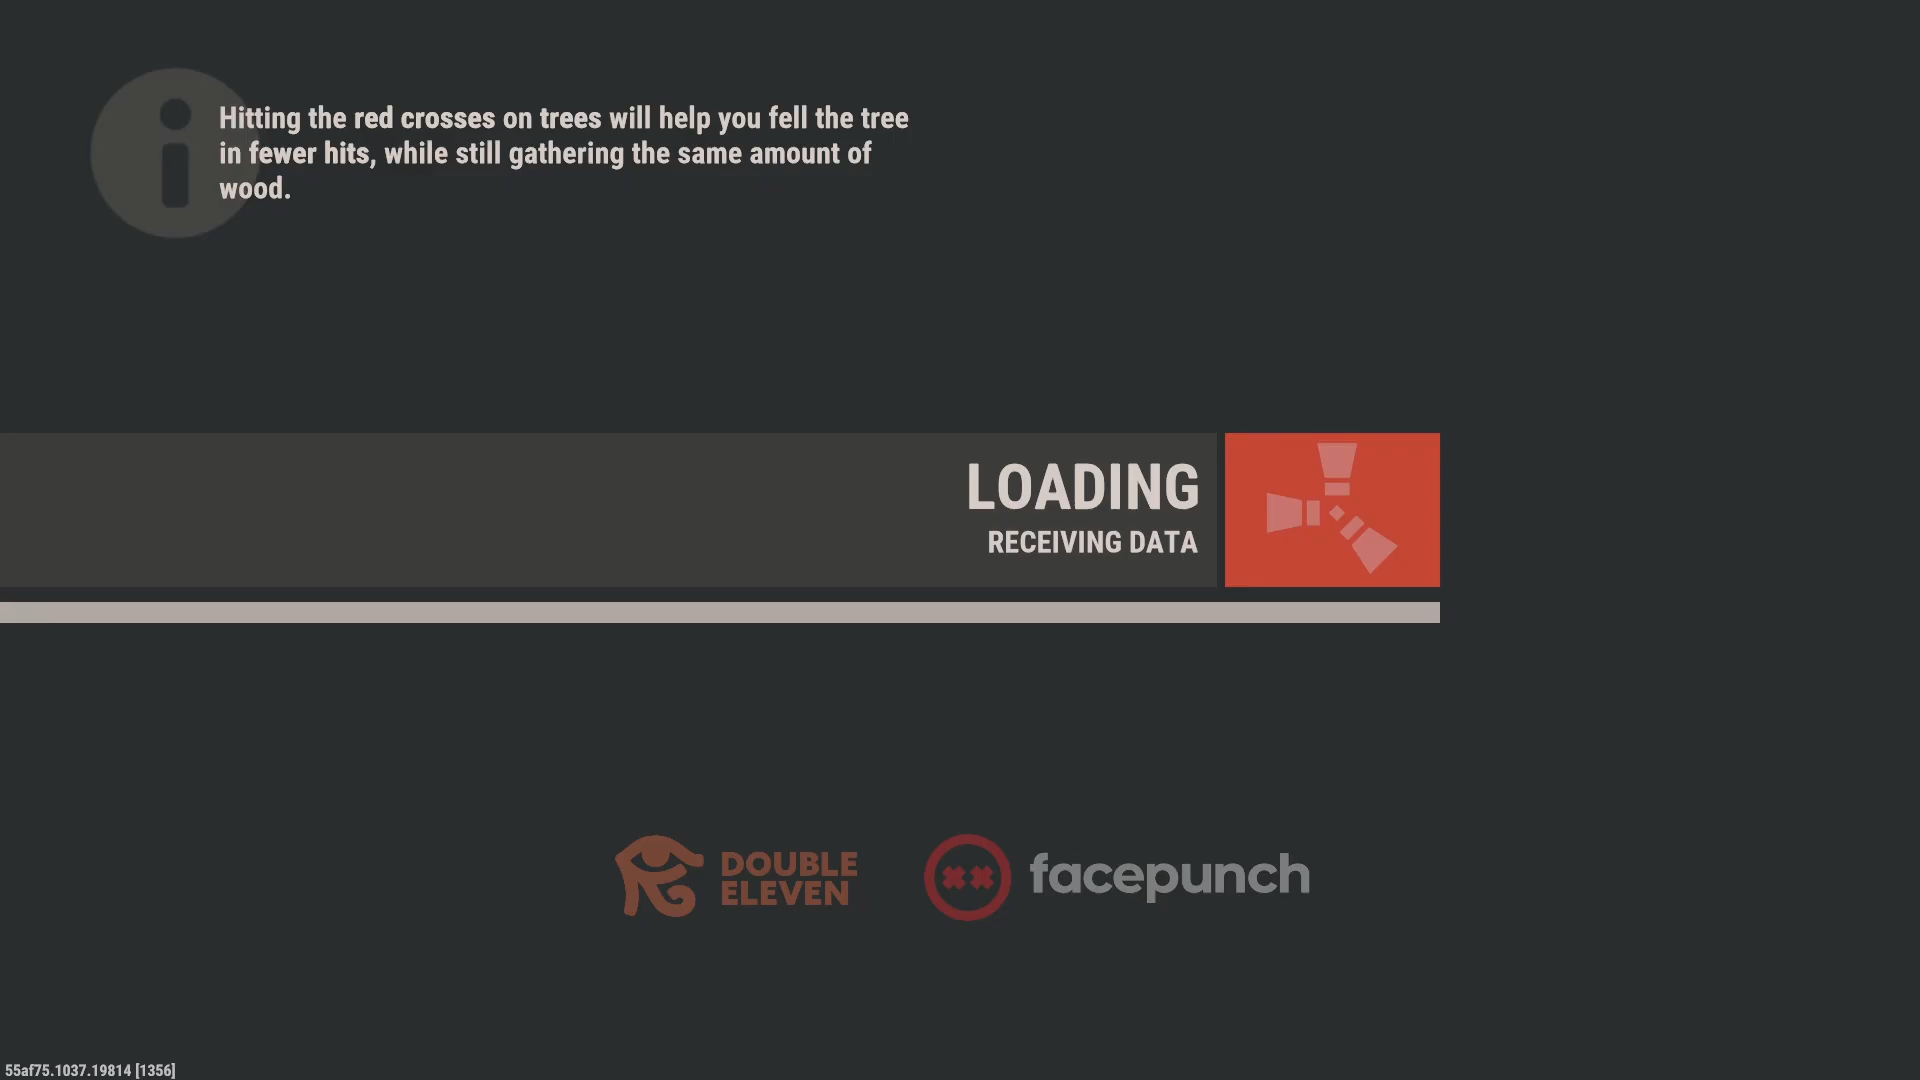 Hitting the red crosses on trees will help you fell the tree
in fewer hits, while still gathering the same amount of
wood.
LOADING
RECEIVING DATA
DOUBLE
ELEVEN
facepunch
55af75.1037.19814 [1356]